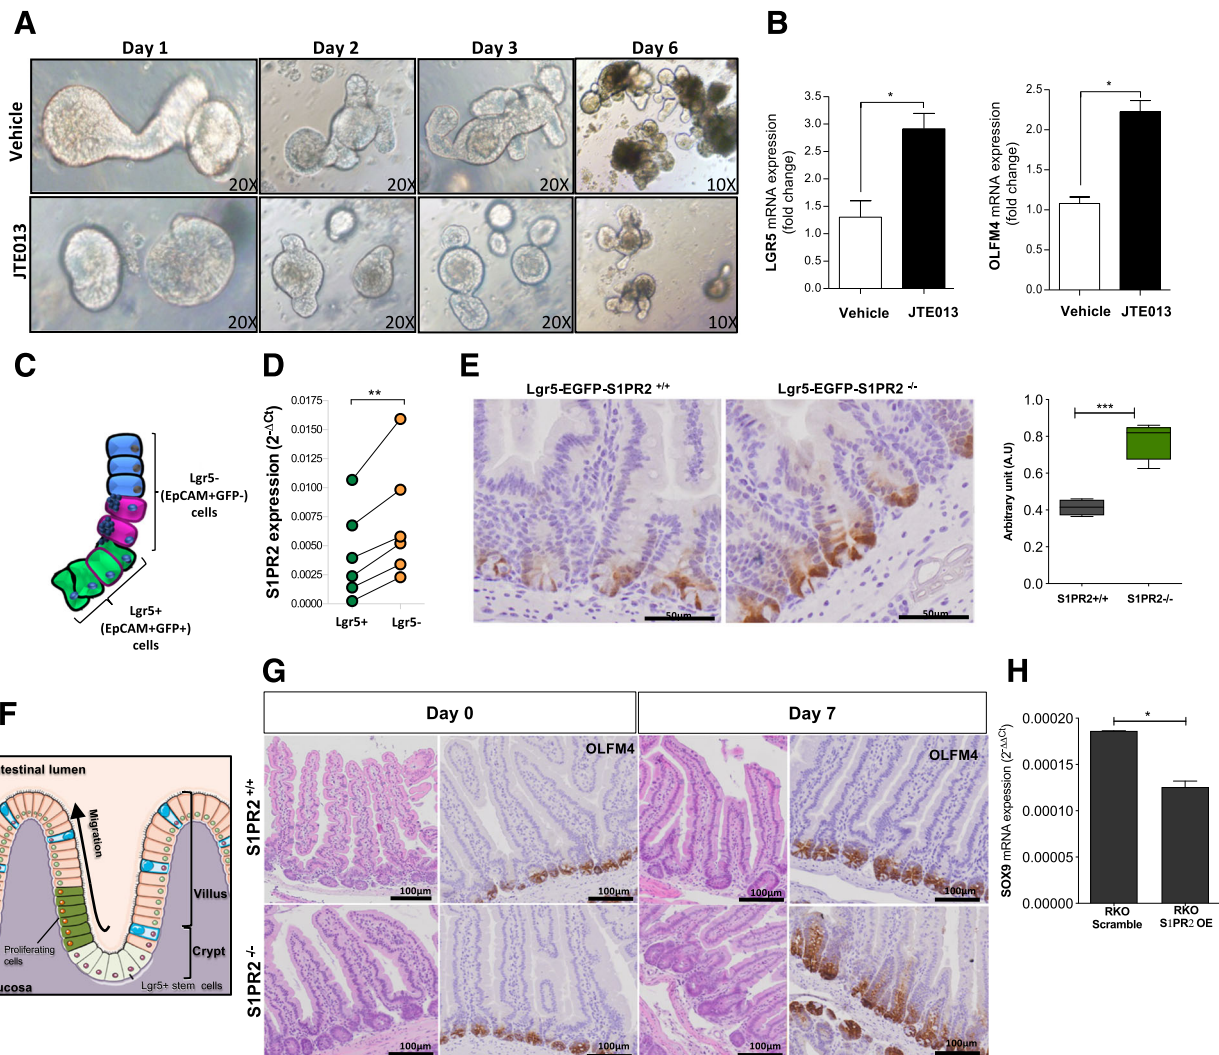 A
Day 1
Day 2
Day 3
Day 6
Vehicle
20X
20X
20X
10X
JTE013
20X
20X
20X
10X
B
LGR5 mRNA expression
(fold change)
3.5
3.0
2.5
2.0
1.5
1.0
0.5
0.0
*
Vehicle
JTE013
OLFM4 mRNA expression
(fold change)
2.5
2.0
1.5
1.0
0.5
0.0
*
Vehicle
JTE013
C
Lgr5-
(EpCAM+GFP-)
cells
Lgr5+
(EpCAM+GFP+)
cells
D
S1PR2 expression (2-ΔCt)
0.0175
0.0150
0.0125
0.0100
0.0075
0.0050
0.0025
0.0000
**
Lgr5+
Lgr5-
E
Lgr5-EGFP-S1PR2 +/+
Lgr5-EGFP-S1PR2 -/-
50μm
50μm
Arbitrary unit (A.U)
1.0
0.8
0.6
0.4
0.2
0.0
***
S1PR2+/+
S1PR2-/-
F
testinal lumen
Migration
Villus
Crypt
Proliferating
cells
Lgr5+ stem cells
ucosa
G
Day 0
Day 7
S1PR2 +/+
OLFM4
OLFM4
100μm
100μm
100μm
100μm
S1PR2 -/-
100μm
100μm
100μm
100μm
H
SOX9 mRNA expession (2-ΔΔCt)
0.00020
0.00015
0.00010
0.00005
0.00000
*
RKO
Scramble
RKO
S1PR2 OE